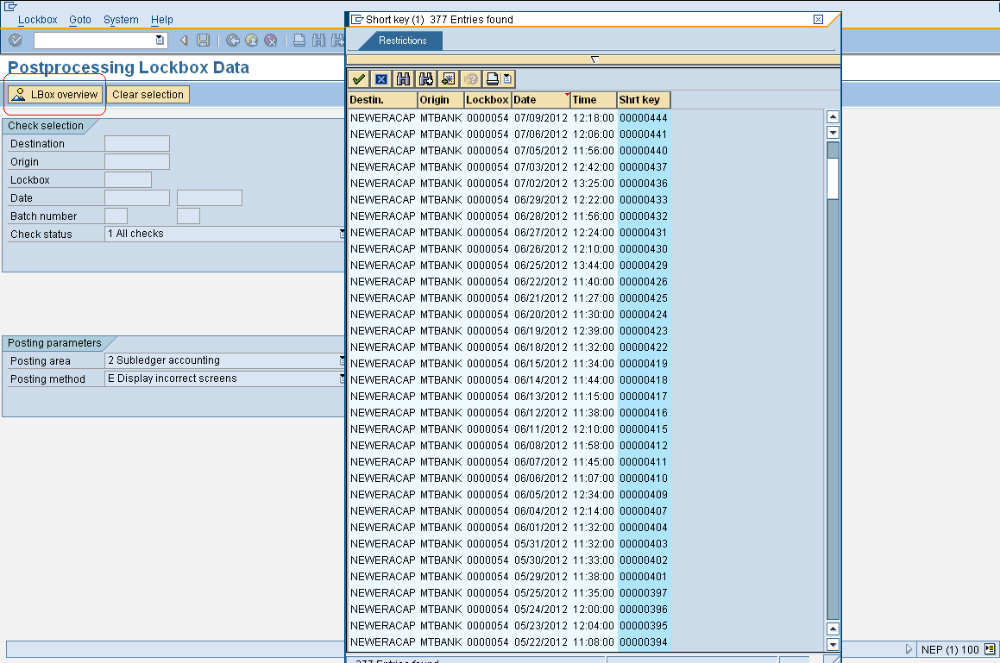 Lockbox Goto System Help
Postprocessing Lockbox Data
LBox overview Clear selection
Check selection
Destination
Origin
Lockbox
Date
Batch number
Check status 1 All checks
Posting parameters
Posting area 2 Subledger accounting
Posting method E Display incorrect screens
Short key (1) 377 Entries found
Restrictions
Destin. Origin Lockbox Date Time Shrt key
NEWERACAP MTBANK 0000054 07/09/2012 12:18:00 00000444
NEWERACAP MTBANK 0000054 07/06/2012 12:06:00 00000441
NEWERACAP MTBANK 0000054 07/05/2012 11:56:00 00000440
NEWERACAP MTBANK 0000054 07/03/2012 12:42:00 00000437
NEWERACAP MTBANK 0000054 07/02/2012 13:25:00 00000436
NEWERACAP MTBANK 0000054 06/29/2012 12:22:00 00000433
NEWERACAP MTBANK 0000054 06/28/2012 11:56:00 00000432
NEWERACAP MTBANK 0000054 06/27/2012 12:24:00 00000431
NEWERACAP MTBANK 0000054 06/26/2012 12:10:00 00000430
NEWERACAP MTBANK 0000054 06/25/2012 13:44:00 00000429
NEWERACAP MTBANK 0000054 06/22/2012 11:40:00 00000426
NEWERACAP MTBANK 0000054 06/21/2012 11:27:00 00000425
NEWERACAP MTBANK 0000054 06/20/2012 11:30:00 00000424
NEWERACAP MTBANK 0000054 06/19/2012 12:39:00 00000423
NEWERACAP MTBANK 0000054 06/18/2012 11:32:00 00000422
NEWERACAP MTBANK 0000054 06/15/2012 11:34:00 00000419
NEWERACAP MTBANK 0000054 06/14/2012 11:44:00 00000418
NEWERACAP MTBANK 0000054 06/13/2012 11:15:00 00000417
NEWERACAP MTBANK 0000054 06/12/2012 11:38:00 00000416
NEWERACAP MTBANK 0000054 06/11/2012 12:10:00 00000415
NEWERACAP MTBANK 0000054 06/08/2012 11:58:00 00000412
NEWERACAP MTBANK 0000054 06/07/2012 11:45:00 00000411
NEWERACAP MTBANK 0000054 06/06/2012 11:07:00 00000410
NEWERACAP MTBANK 0000054 06/05/2012 12:34:00 00000409
NEWERACAP MTBANK 0000054 06/04/2012 12:14:00 00000407
NEWERACAP MTBANK 0000054 06/01/2012 11:32:00 00000404
NEWERACAP MTBANK 0000054 05/31/2012 11:32:00 00000403
NEWERACAP MTBANK 0000054 05/30/2012 11:33:00 00000402
NEWERACAP MTBANK 0000054 05/29/2012 11:38:00 00000401
NEWERACAP MTBANK 0000054 05/25/2012 11:35:00 00000397
NEWERACAP MTBANK 0000054 05/24/2012 12:00:00 00000396
NEWERACAP MTBANK 0000054 05/23/2012 12:04:00 00000395
NEWERACAP MTBANK 0000054 05/22/2012 11:08:00 00000394
377 Entries found
NEP (1) 100